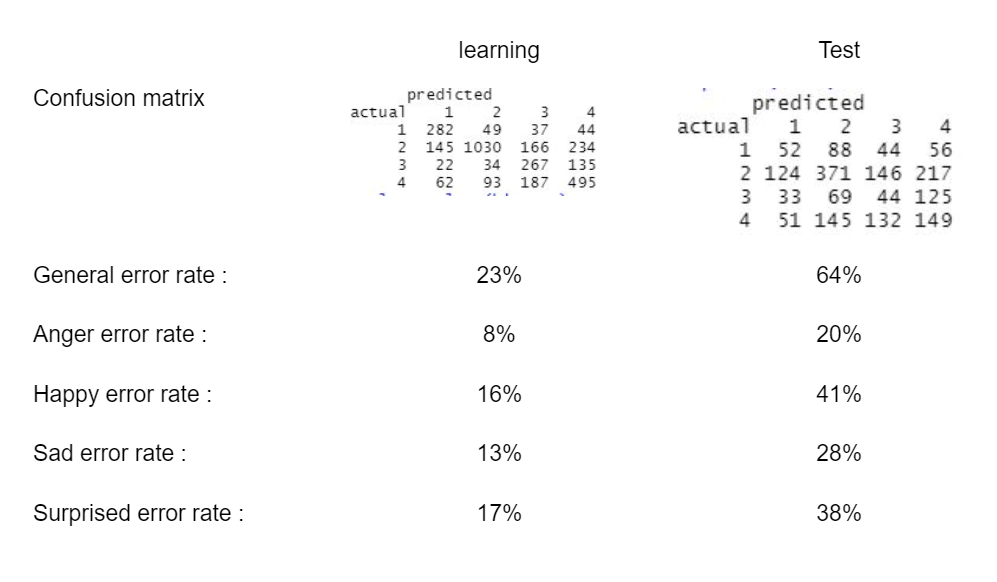 learning Test
Confusion matrix
predicted
actual 1 2 3 4
1 282 49 37 44
2 145 1030 166 234
3 22 34 267 135
4 62 93 187 495
predicted
actual 1 2 3 4
1 52 88 44 56
2 124 371 146 217
3 33 69 44 125
4 51 145 132 149
General error rate : 23% 64%
Anger error rate : 8% 20%
Happy error rate : 16% 41%
Sad error rate : 13% 28%
Surprised error rate : 17% 38%